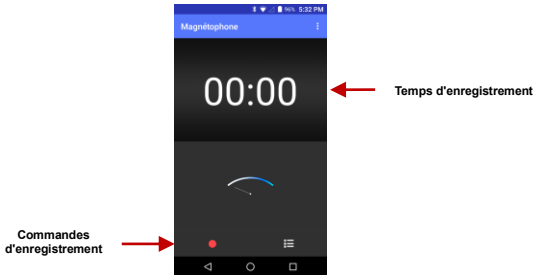 96% 5:32 PM
Magnétophone
00:00
Temps d'enregistrement
Commandes
d'enregistrement